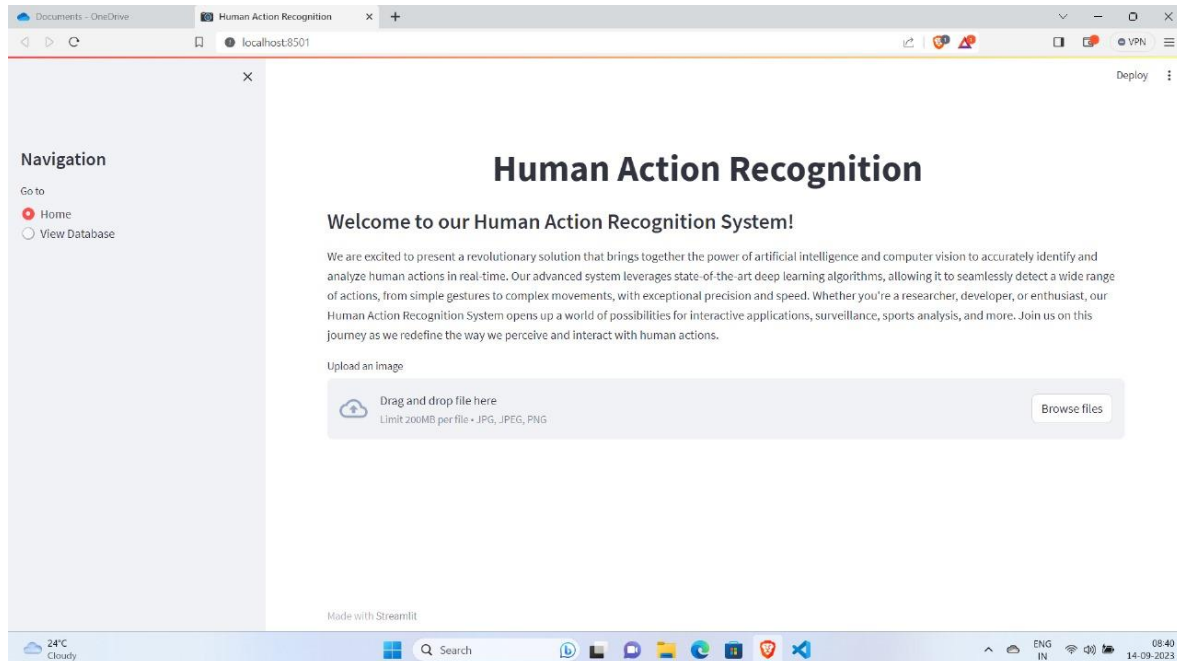 Documents - OneDrive
Human Action Recognition
localhost:8501
VPN
Deploy
Navigation
Go to
Home
View Database
Human Action Recognition
Welcome to our Human Action Recognition System!
We are excited to present a revolutionary solution that brings together the power of artificial intelligence and computer vision to accurately identify and
analyze human actions in real-time. Our advanced system leverages state-of-the-art deep learning algorithms, allowing it to seamlessly detect a wide range
of actions, from simple gestures to complex movements, with exceptional precision and speed. Whether you're a researcher, developer, or enthusiast, our
Human Action Recognition System opens up a world of possibilities for interactive applications, surveillance, sports analysis, and more. Join us on this
journey as we redefine the way we perceive and interact with human actions.
Upload an image
Drag and drop file here
Limit 200MB per file • JPG, JPEG, PNG
Browse files
Made with Streamlit
24°C
Cloudy
Search
ENG
IN
08:40
14-09-2023